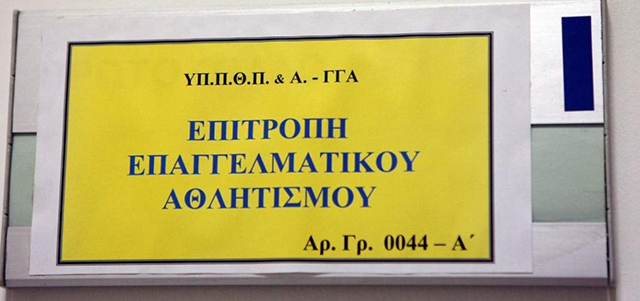 ΥΠ.Π.Θ.Π. & Α. - ΓΓΑ
ΕΠΙΤΡΟΠΗ
ΕΠΑΓΓΕΛΜΑΤΙΚΟΥ
ΑΘΛΗΤΙΣΜΟΥ
Αρ. Γρ. 0044 – Α΄